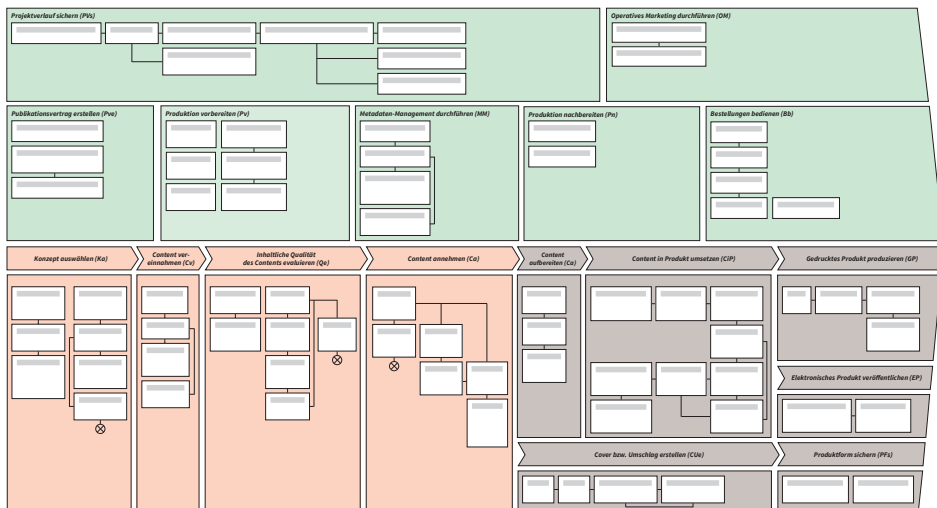 Projektverlauf sichern (PVs)
Operatives Marketing durchführen (OM)
Publikationsvertrag erstellen (Pve)
Produktion vorbereiten (Pv)
Metadaten-Management durchführen (MM)
Produktion nachbereiten (Pn)
Bestellungen bedienen (Bb)
Konzept auswählen (Ka)
Content ver-
einnahmen (Cv)
Inhaltliche Qualität
des Contents evaluieren (Qe)
Content annehmen (Ca)
Content
aufbereiten (Ca)
Content in Produkt umsetzen (CiP)
Gedrucktes Produkt produzieren (GP)
Elektronisches Produkt veröffentlichen (EP)
Cover bzw. Umschlag erstellen (CUe)
Produktform sichern (PFs)